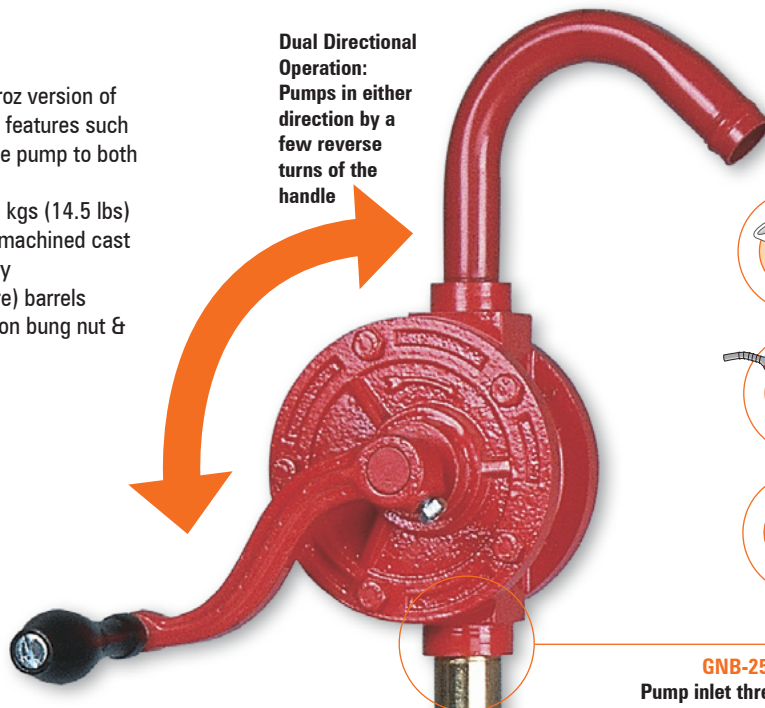 roz version of
features such
e pump to both
kgs (14.5 lbs)
machined cast
y
e) barrels
on bung nut &
Dual Directional
Operation:
Pumps in either
direction by a
few reverse
turns of the
handle
GNB-25
Pump inlet thre